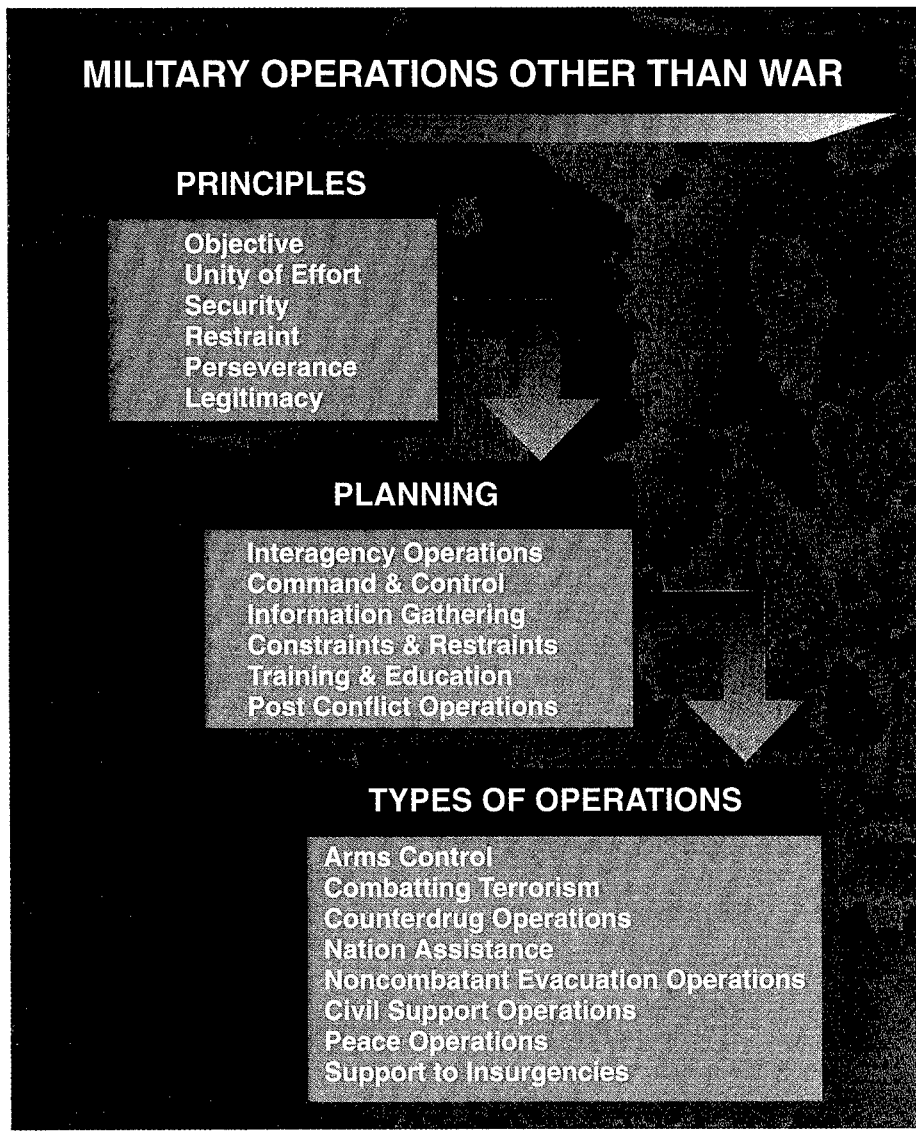 MILITARY OPERATIONS OTHER THAN WAR
PRINCIPLES
Objective
Unity of Effort
Security
Restraint
Perseverance
Legitimacy
PLANNING
Interagency Operations
Command & Control
Information Gathering
Constraints & Restraints
Training & Education
Post Conflict Operations
TYPES OF OPERATIONS
Arms Control
Combatting Terrorism
Counterdrug Operations
Nation Assistance
Noncombatant Evacuation Operations
Civil Support Operations
Peace Operations
Support to Insurgencies